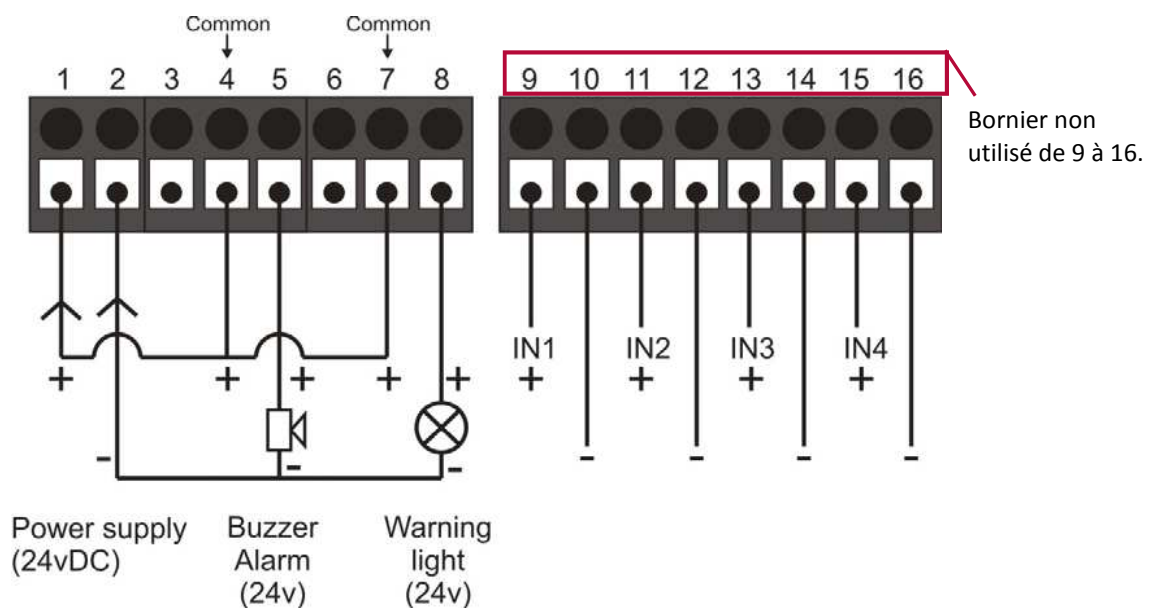 Common Common
1 2 3 4 5 6 7 8 9 10 11 12 13 14 15 16
Bornier non
utilisé de 9 à 16.
IN1 IN2 IN3 IN4
+ + + + + + + + +
- - - - - - -
Power supply
(24vDC)
Buzzer
Alarm
(24v)
Warning
light
(24v)